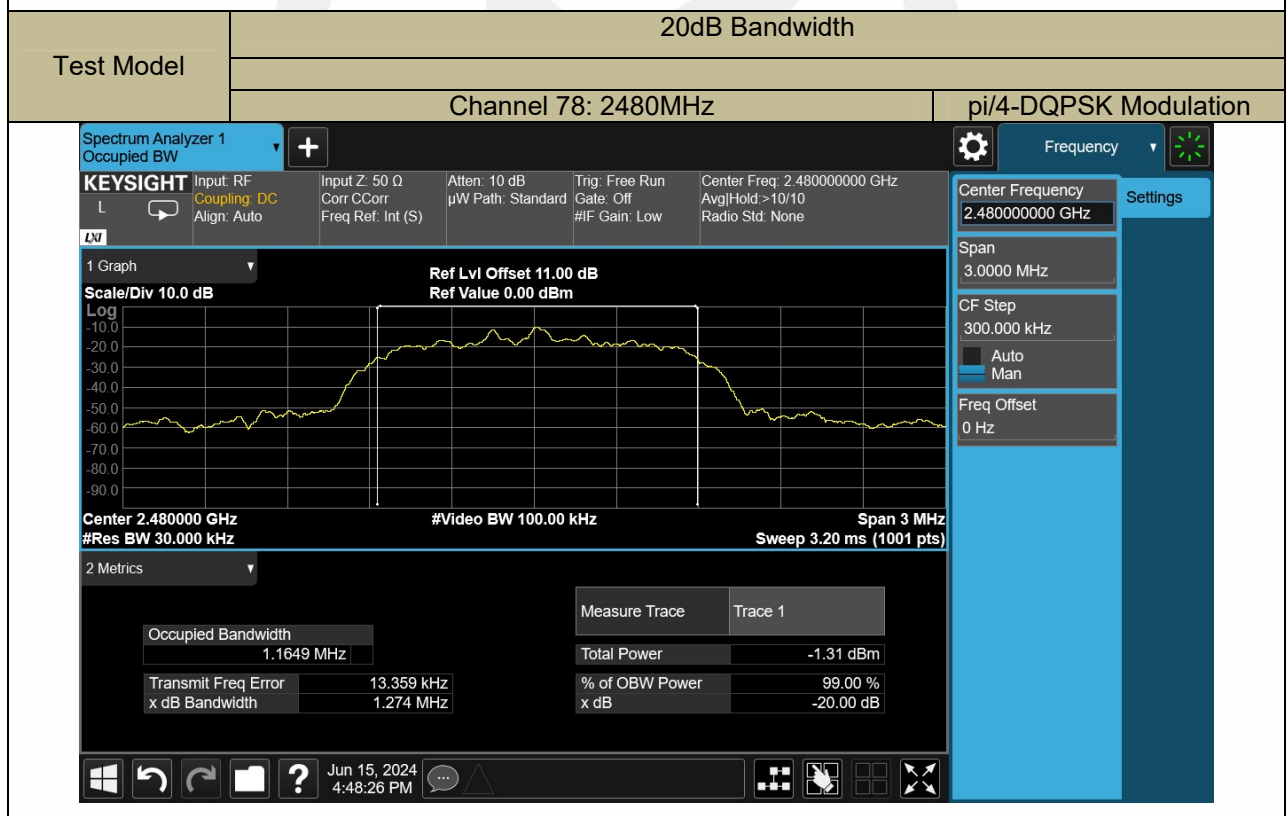 20dB Bandwidth
Test Model
Channel 78: 2480MHz
pi/4-DQPSK Modulation
Spectrum Analyzer 1
Occupied BW
Frequency
KEYSIGHT
L
LXI
Input: RF
Coupling: DC
Align: Auto
Input Z: 50 Ω
Corr CCorr
Freq Ref: Int (S)
Atten: 10 dB
µW Path: Standard
Trig: Free Run
Gate: Off
#IF Gain: Low
Center Freq: 2.480000000 GHz
Avg|Hold:>10/10
Radio Std: None
Center Frequency
2.480000000 GHz
Settings
Span
3.0000 MHz
CF Step
300.000 kHz
Auto
Man
Freq Offset
0 Hz
1 Graph
Scale/Div 10.0 dB
Ref Lvl Offset 11.00 dB
Ref Value 0.00 dBm
Log
-10.0
-20.0
-30.0
-40.0
-50.0
-60.0
-70.0
-80.0
-90.0
Center 2.480000 GHz
#Video BW 100.00 kHz
Span 3 MHz
#Res BW 30.000 kHz
Sweep 3.20 ms (1001 pts)
2 Metrics
Measure Trace
Trace 1
Occupied Bandwidth
1.1649 MHz
Total Power
-1.31 dBm
Transmit Freq Error
13.359 kHz
% of OBW Power
99.00 %
x dB Bandwidth
1.274 MHz
x dB
-20.00 dB
?
Jun 15, 2024
4:48:26 PM